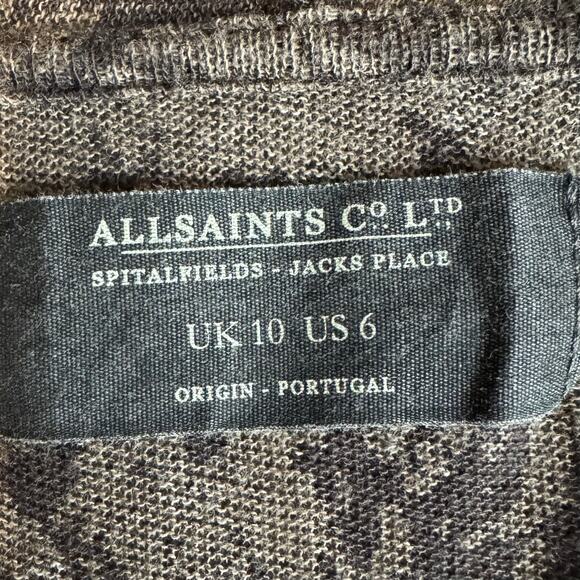 ALLSAINTS Co. LTD
SPITALFIELDS - JACKS PLACE
UK 10 US 6
ORIGIN - PORTUGAL